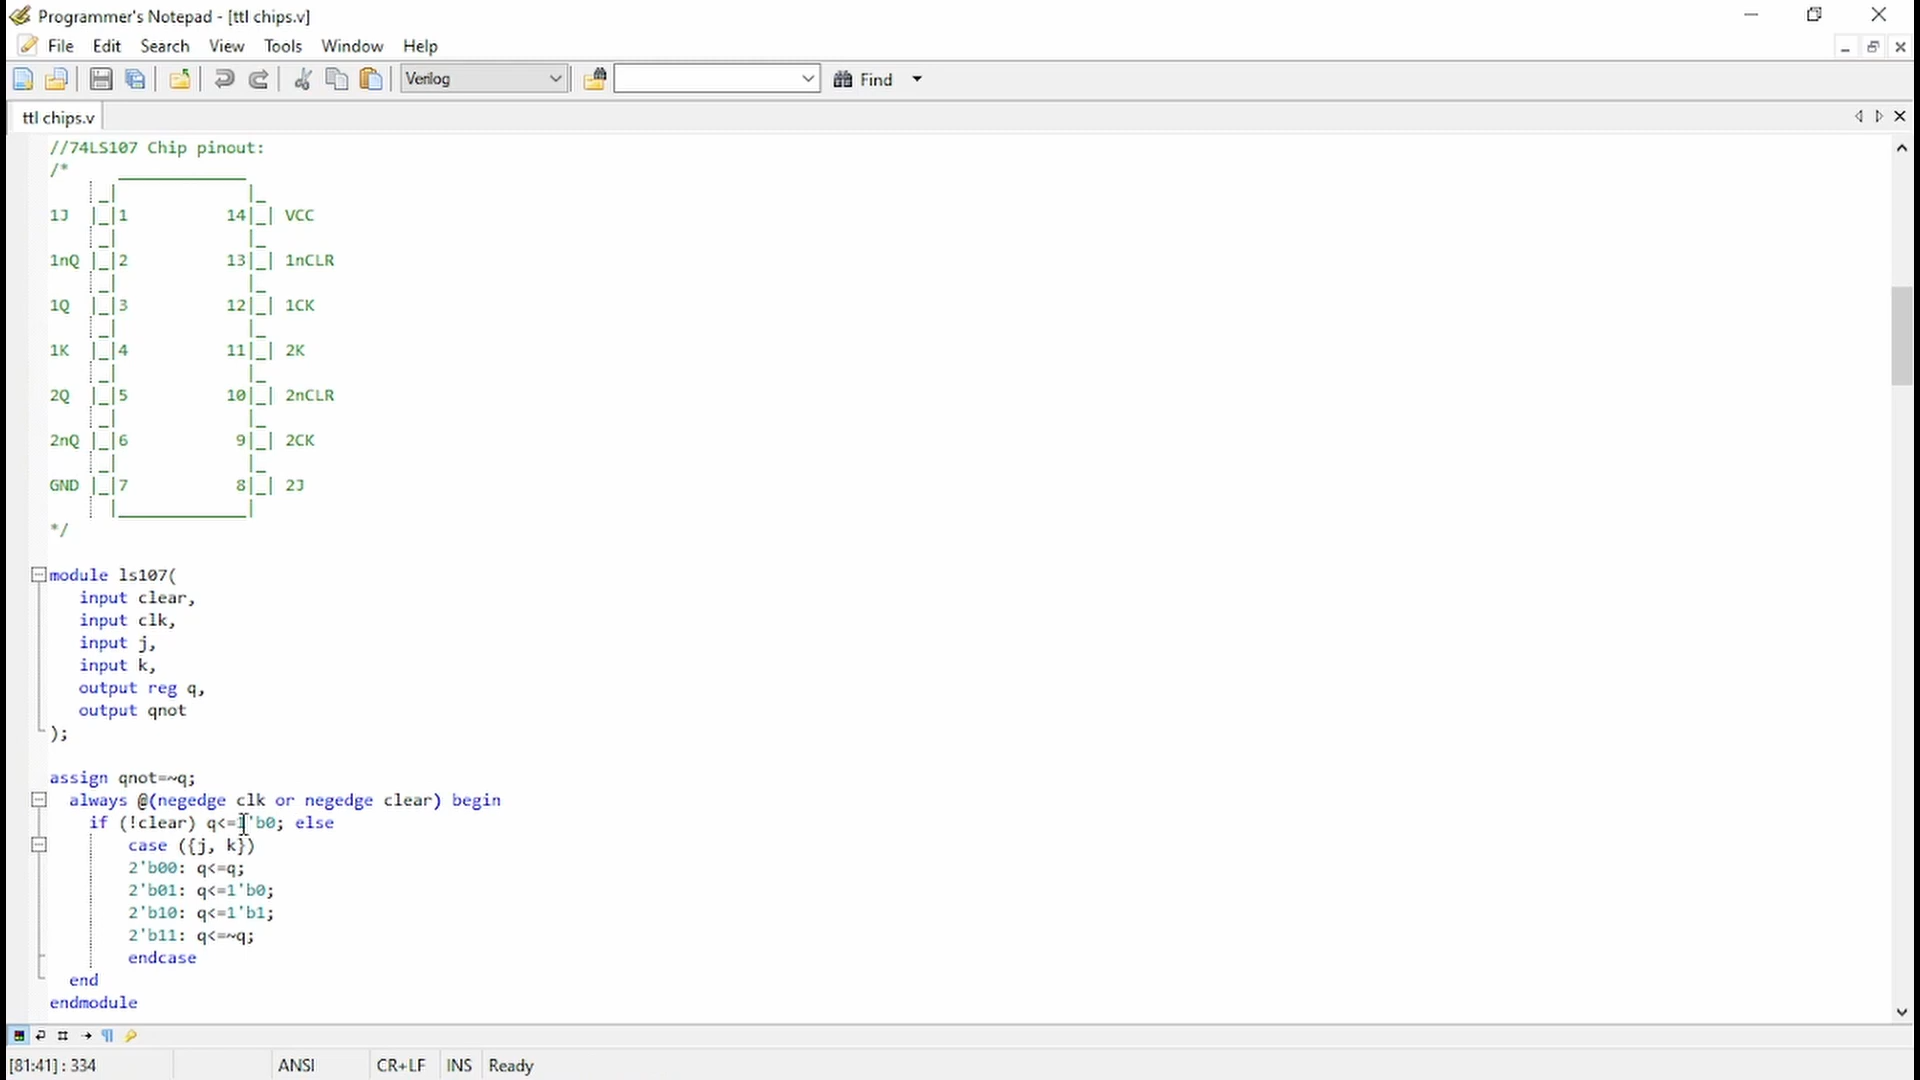 Programmer's Notepad - [ttl chips.v]
File Edit Search View Tools Window Help
Verilog Find
ttl chips.v
//74LS107 Chip pinout:
/*
1J |_|1 14|_| VCC
1nQ |_|2 13|_| 1nCLR
1Q |_|3 12|_| 1CK
1K |_|4 11|_| 2K
2Q |_|5 10|_| 2nCLR
2nQ |_|6 9|_| 2CK
GND |_|7 8|_| 2J
*/
module ls107(
input clear,
input clk,
input j,
input k,
output reg q,
output qnot
);
assign qnot=~q;
always @(negedge clk or negedge clear) begin
if (!clear) q<=1'b0; else
case ({j, k})
2'b00: q<=q;
2'b01: q<=1'b0;
2'b10: q<=1'b1;
2'b11: q<=~q;
endcase
end
endmodule
[81:41] : 334 ANSI CR+LF INS Ready